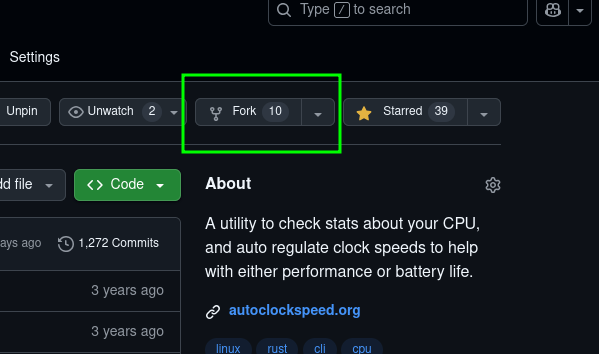 Type / to search
Settings
Unpin Unwatch 2 Fork 10 Starred 39
dd file Code About
A utility to check stats about your CPU,
ays ago 1,272 Commits
and auto regulate clock speeds to help
with either performance or battery life.
3 years ago
autoclockspeed.org
3 years ago
linux rust cli cpu